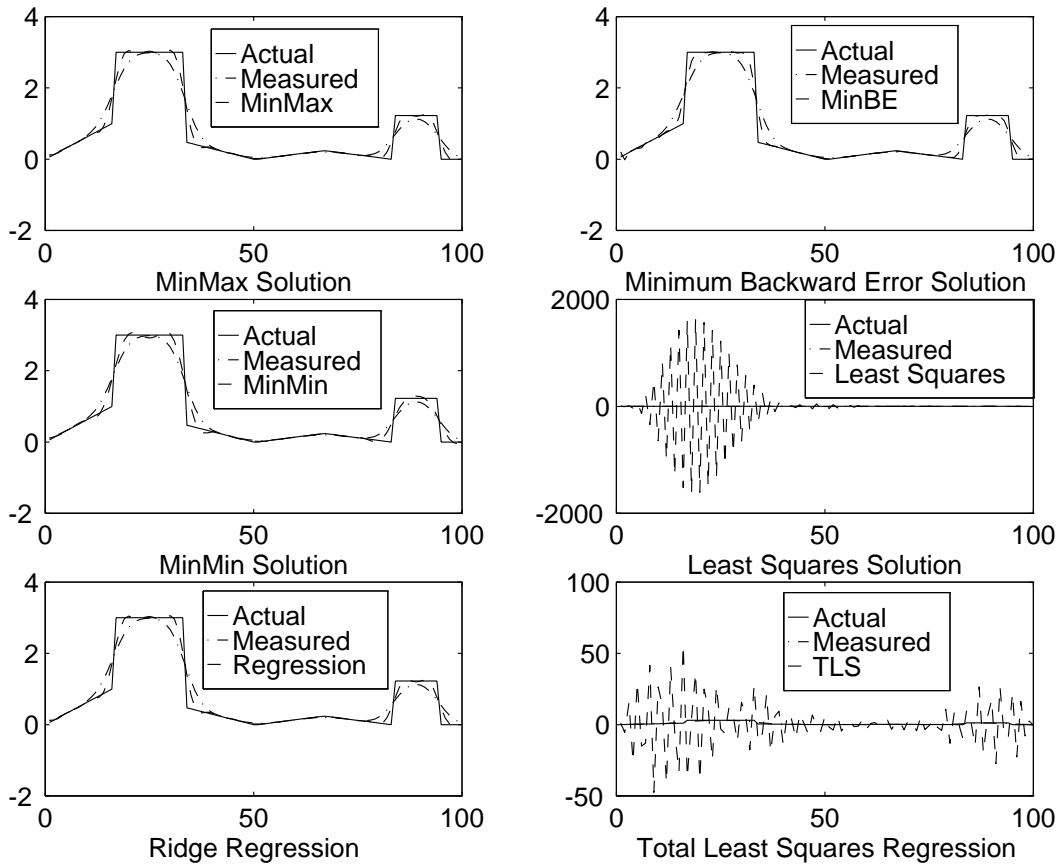 4
2
0
-2
0
50
100
Actual
Measured
MinMax
MinMax Solution
4
2
0
-2
0
50
100
Actual
Measured
MinBE
Minimum Backward Error Solution
4
2
0
-2
0
50
100
Actual
Measured
MinMin
MinMin Solution
2000
0
-2000
0
50
100
Actual
Measured
Least Squares
Least Squares Solution
4
2
0
-2
0
50
100
Actual
Measured
Regression
Ridge Regression
100
50
0
-50
0
50
100
Actual
Measured
TLS
Total Least Squares Regression